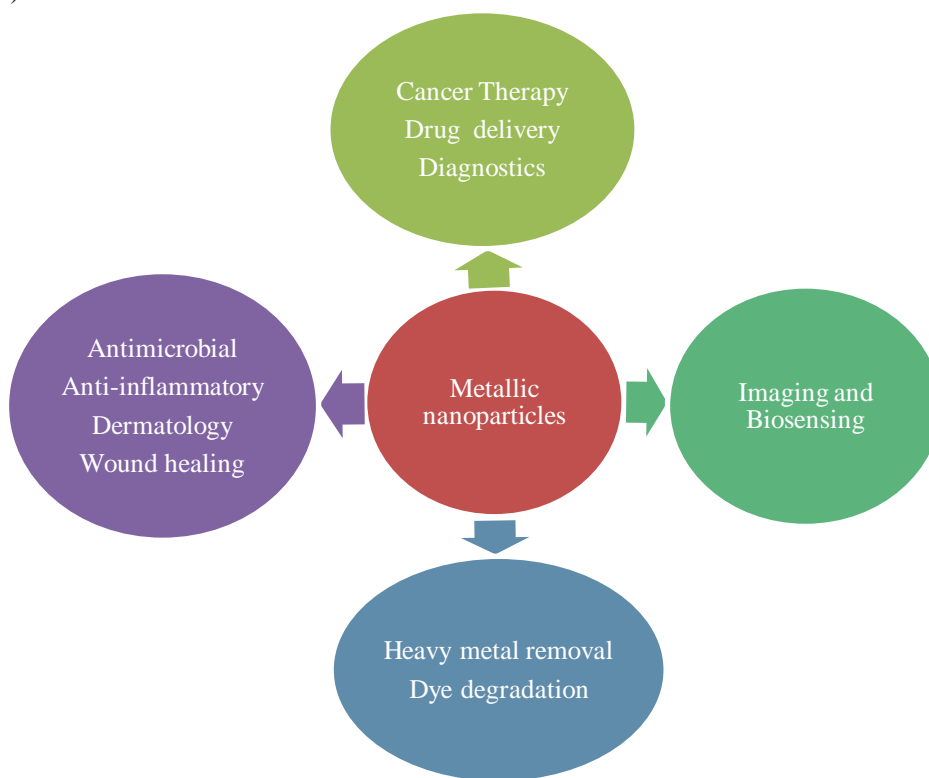 )
Cancer Therapy
Drug delivery
Diagnostics
Antimicrobial
Anti-inflammatory
Dermatology
Wound healing
Metallic
nanoparticles
Imaging and
Biosensing
Heavy metal removal
Dye degradation